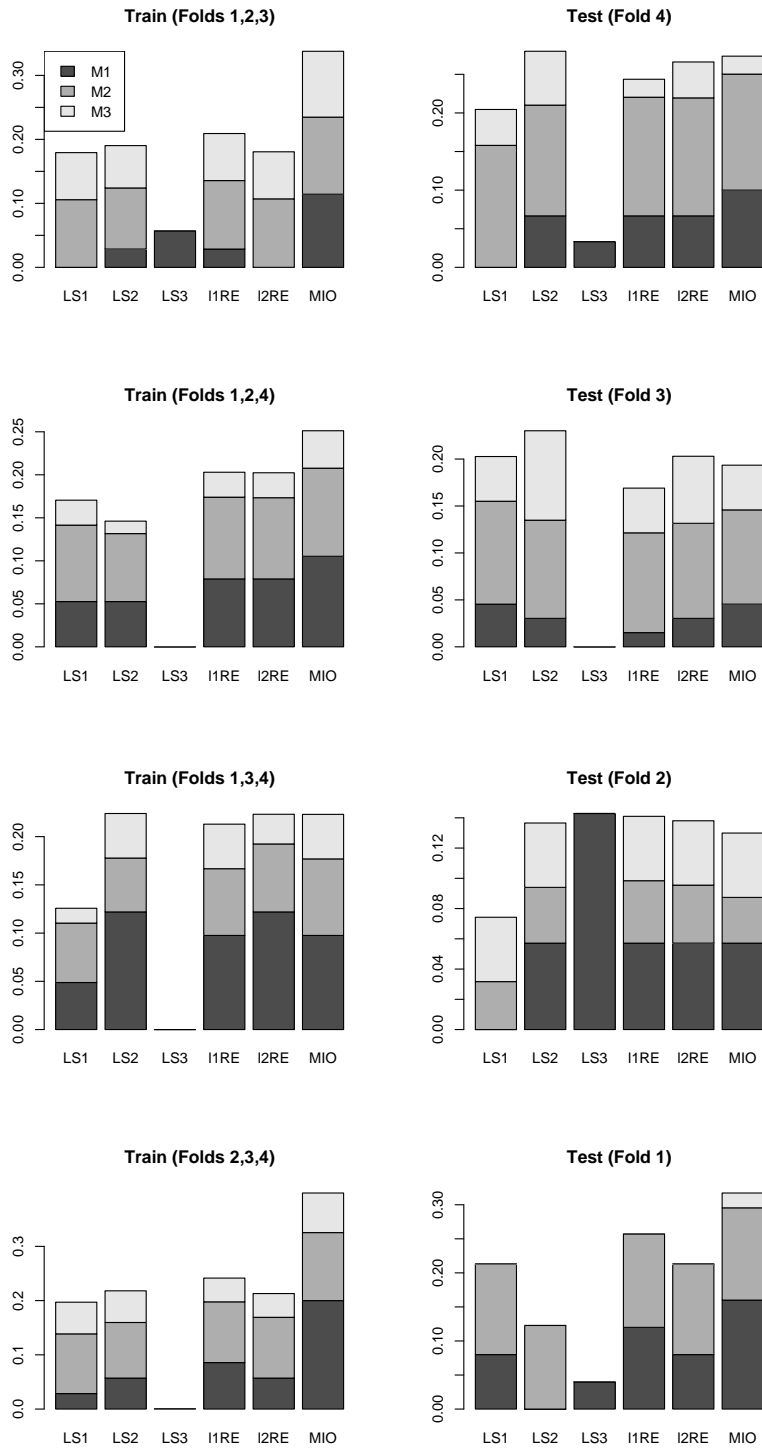 Train (Folds 1,2,3)
0.30
0.20
0.10
0.00
M1
M2
M3
LS1 LS2 LS3 l1RE l2RE MIO
Test (Fold 4)
0.20
0.10
0.00
LS1 LS2 LS3 l1RE l2RE MIO
Train (Folds 1,2,4)
0.25
0.20
0.15
0.10
0.05
0.00
LS1 LS2 LS3 l1RE l2RE MIO
Test (Fold 3)
0.20
0.15
0.10
0.05
0.00
LS1 LS2 LS3 l1RE l2RE MIO
Train (Folds 1,3,4)
0.20
0.15
0.10
0.05
0.00
LS1 LS2 LS3 l1RE l2RE MIO
Test (Fold 2)
0.12
0.08
0.04
0.00
LS1 LS2 LS3 l1RE l2RE MIO
Train (Folds 2,3,4)
0.3
0.2
0.1
0.0
LS1 LS2 LS3 l1RE l2RE MIO
Test (Fold 1)
0.30
0.20
0.10
0.00
LS1 LS2 LS3 l1RE l2RE MIO